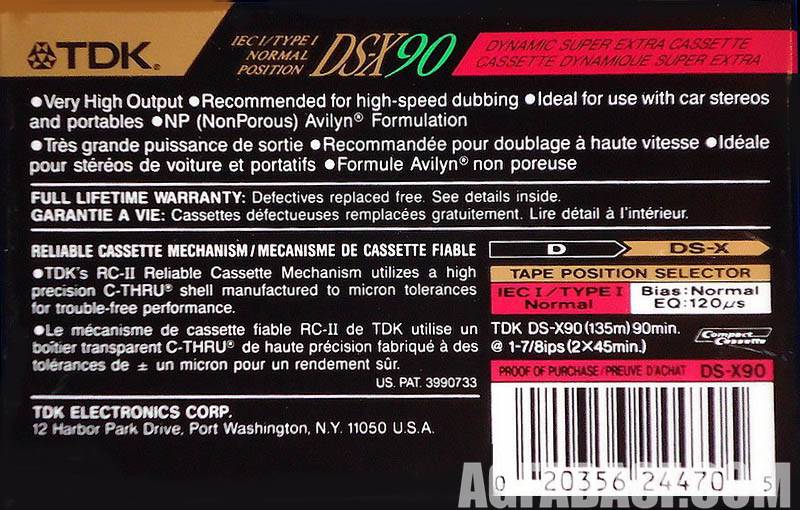 TDK.
IEC I/TYPE I
NORMAL
POSITION
DS-X90
DYNAMIC SUPER EXTRA CASSETTE
CASSETTE DYNAMIQUE SUPER EXTRA
●Very High Output ●Recommended for high-speed dubbing ●Ideal for use with car stereos
and portables ●NP (NonPorous) Avilyn® Formulation
●Très grande puissance de sortie ●Recommandée pour doublage à haute vitesse ●Idéale
pour stéréos de voiture et portatifs ●Formule Avilyn® non poreuse
FULL LIFETIME WARRANTY: Defectives replaced free. See details inside.
GARANTIE A VIE: Cassettes défectueuses remplacées gratuitement. Lire détail à l'intérieur.
RELIABLE CASSETTE MECHANISM/MECANISME DE CASSETTE FIABLE
●TDK's RC-II Reliable Cassette Mechanism utilizes a high
precision C-THRU® shell manufactured to micron tolerances
for trouble-free performance.
●Le mécanisme de cassette fiable RC-II de TDK utilise un
boîtier transparent C-THRU® de haute précision fabriqué à des
tolérances de ± un micron pour un rendement sûr.
US. PAT. 3990733
TDK ELECTRONICS CORP.
12 Harbor Park Drive, Port Washington, N.Y. 11050 U.S.A.
D DS-X
TAPE POSITION SELECTOR
IEC I/TYPE I
Normal
Bias: Normal
EQ: 120μs
TDK DS-X90 (135m) 90min.
@ 1-7/8ips (2×45min.)
Compact
Cassette
PROOF OF PURCHASE/PREUVE D'ACHAT DS-X90
0 20356 24470 5
AGFABAGI.COM